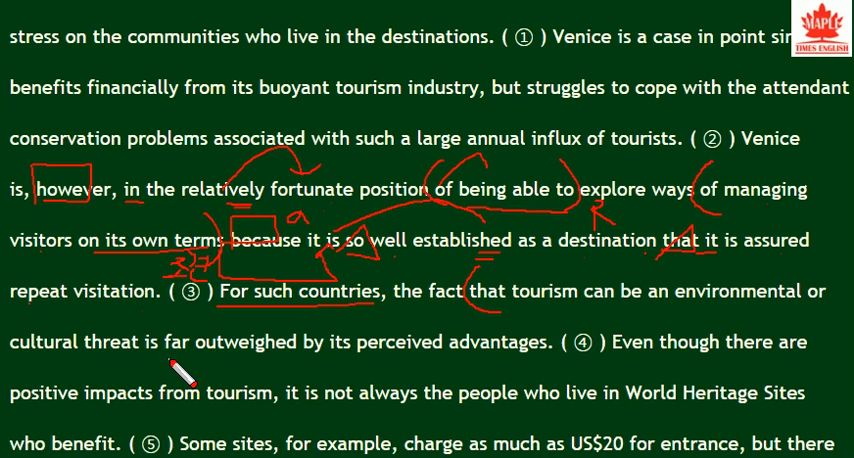 MAPLE
TIMES ENGLISH
stress on the communities who live in the destinations. ( ① ) Venice is a case in point
benefits financially from its buoyant tourism industry, but struggles to cope with the attendant
conservation problems associated with such a large annual influx of tourists. ( ② ) Venice
is, however, in the relatively fortunate position of being able to explore ways of managing
visitors on its own terms because it is so well established as a destination that it is assured
repeat visitation. ( ③ ) For such countries, the fact that tourism can be an environmental or
cultural threat is far outweighed by its perceived advantages. ( ④ ) Even though there are
positive impacts from tourism, it is not always the people who live in World Heritage Sites
who benefit. ( ⑤ ) Some sites, for example, charge as much as US$20 for entrance, but there